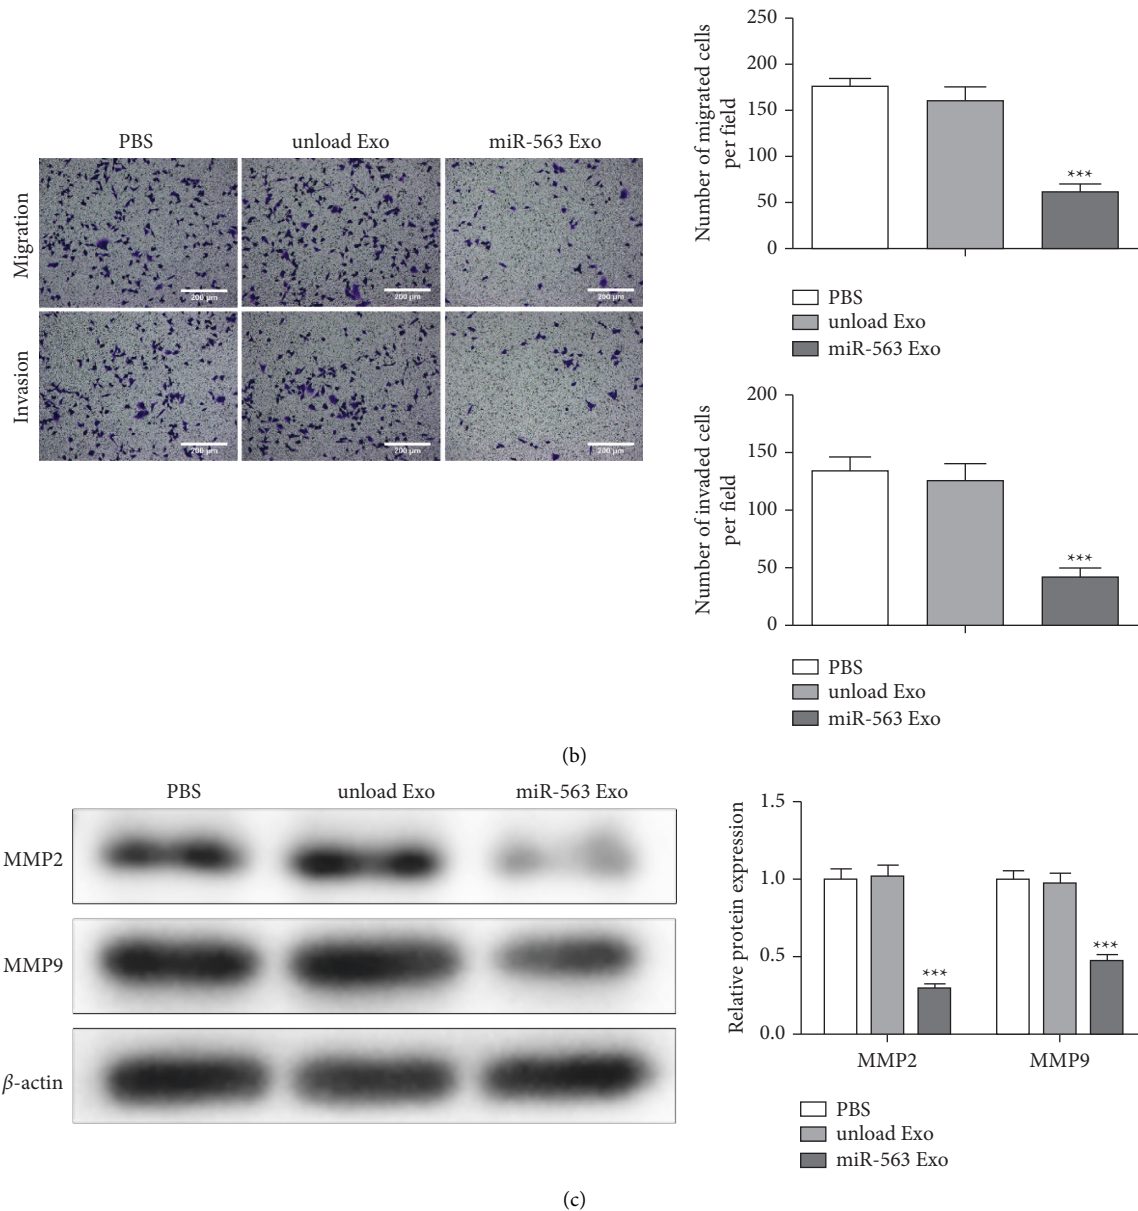 PBS unload Exo miR-563 Exo
Migration
200 µm 200 µm 200 µm
Invasion
200 µm 200 µm 200 µm
Number of migrated cells
per field
250
200
150
100
50
0
***
PBS
unload Exo
miR-563 Exo
Number of invaded cells
per field
200
150
100
50
0
***
PBS
unload Exo
miR-563 Exo
(b)
PBS unload Exo miR-563 Exo
MMP2
MMP9
β-actin
Relative protein expression
1.5
1.0
0.5
0.0
***
***
MMP2 MMP9
PBS
unload Exo
miR-563 Exo
(c)